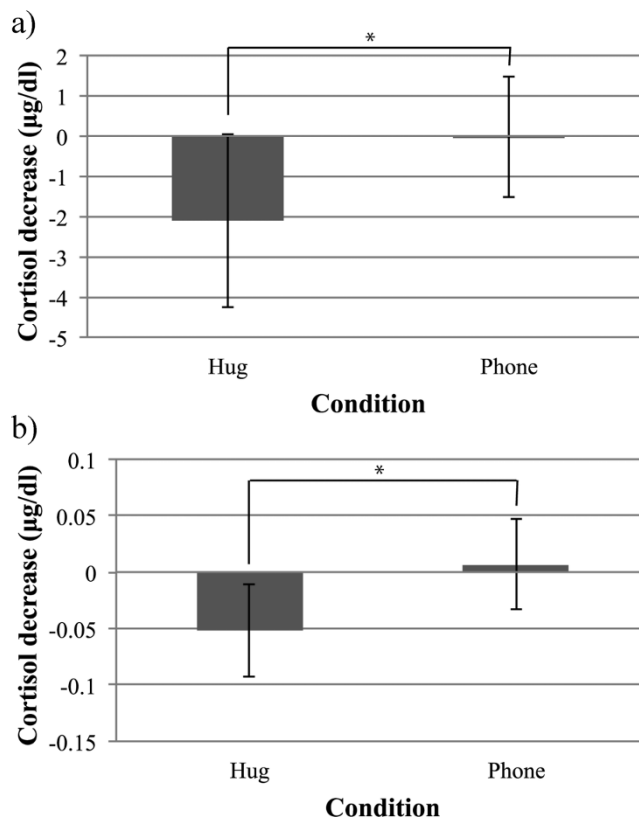 a)
*
Cortisol decrease (μg/dl)
2
1
0
-1
-2
-3
-4
-5
Hug Phone
Condition
b)
*
Cortisol decrease (μg/dl)
0.1
0.05
0
-0.05
-0.1
-0.15
Hug Phone
Condition